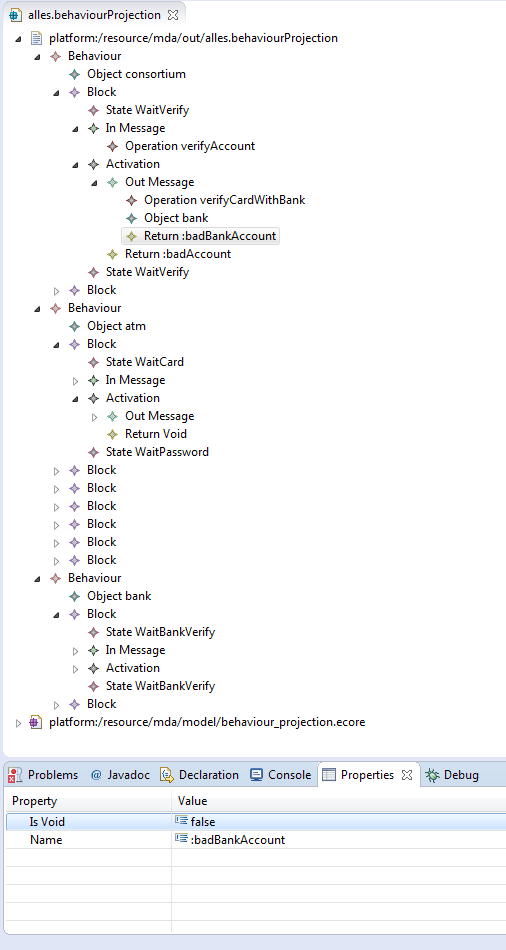 alles.behaviourProjection
platform:/resource/mda/out/alles.behaviourProjection
Behaviour
Object consortium
Block
State WaitVerify
In Message
Operation verifyAccount
Activation
Out Message
Operation verifyCardWithBank
Object bank
Return :badBankAccount
Return :badAccount
State WaitVerify
Block
Behaviour
Object atm
Block
State WaitCard
In Message
Activation
Out Message
Return Void
State WaitPassword
Block
Block
Block
Block
Block
Block
Behaviour
Object bank
Block
State WaitBankVerify
In Message
Activation
State WaitBankVerify
Block
platform:/resource/mda/model/behaviour_projection.ecore
Problems @ Javadoc Declaration Console Properties Debug
Property Value
Is Void false
Name :badBankAccount